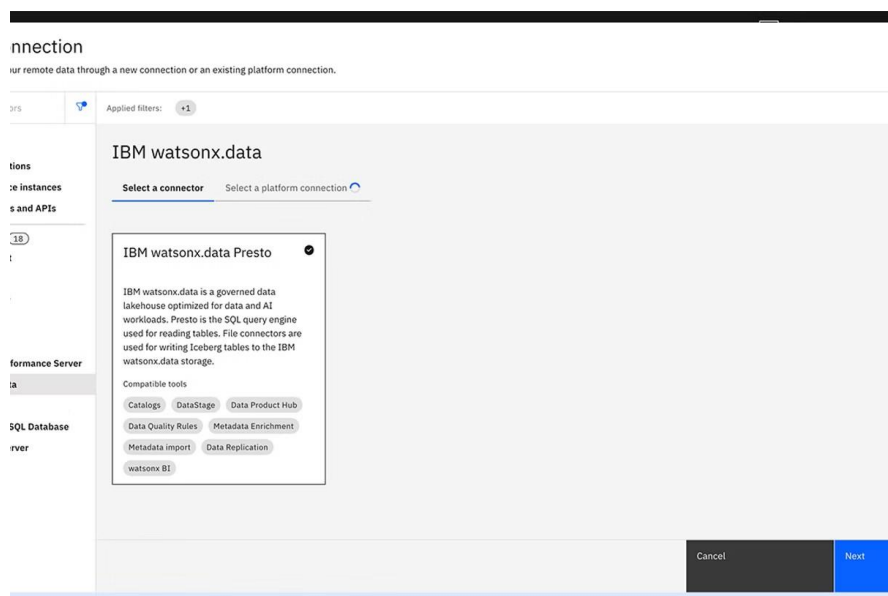 nnection
ur remote data through a new connection or an existing platform connection.
ors
Applied filters: +1
tions
ce instances
s and APIs
18
t
formance Server
ta
SQL Database
rver
IBM watsonx.data
Select a connector Select a platform connection
IBM watsonx.data Presto
IBM watsonx.data is a governed data
lakehouse optimized for data and AI
workloads. Presto is the SQL query engine
used for reading tables. File connectors are
used for writing Iceberg tables to the IBM
watsonx.data storage.
Compatible tools
Catalogs DataStage Data Product Hub
Data Quality Rules Metadata Enrichment
Metadata import Data Replication
watsonx BI
Cancel Next